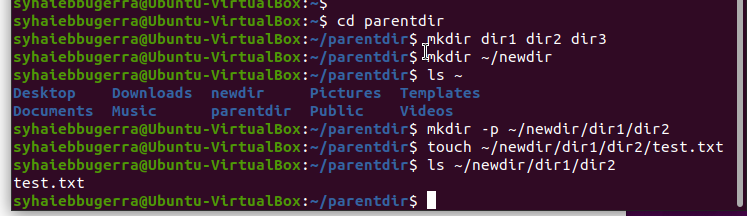 syhaiebbugerra@Ubuntu-VirtualBox:~$
syhaiebbugerra@Ubuntu-VirtualBox:~$ cd parentdir
syhaiebbugerra@Ubuntu-VirtualBox:~/parentdir$ mkdir dir1 dir2 dir3
syhaiebbugerra@Ubuntu-VirtualBox:~/parentdir$ mkdir ~/newdir
syhaiebbugerra@Ubuntu-VirtualBox:~/parentdir$ ls ~
Desktop Downloads newdir Pictures Templates
Documents Music parentdir Public Videos
syhaiebbugerra@Ubuntu-VirtualBox:~/parentdir$ mkdir -p ~/newdir/dir1/dir2
syhaiebbugerra@Ubuntu-VirtualBox:~/parentdir$ touch ~/newdir/dir1/dir2/test.txt
syhaiebbugerra@Ubuntu-VirtualBox:~/parentdir$ ls ~/newdir/dir1/dir2
test.txt
syhaiebbugerra@Ubuntu-VirtualBox:~/parentdir$